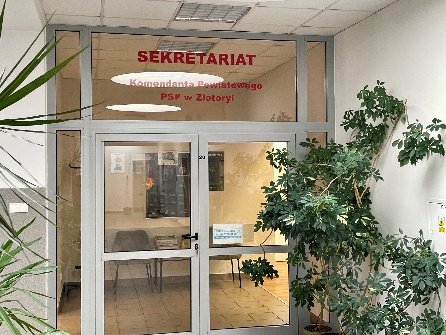 SEKRETARIAT
Komendanta Powiatowego
PSP w Złotoryi